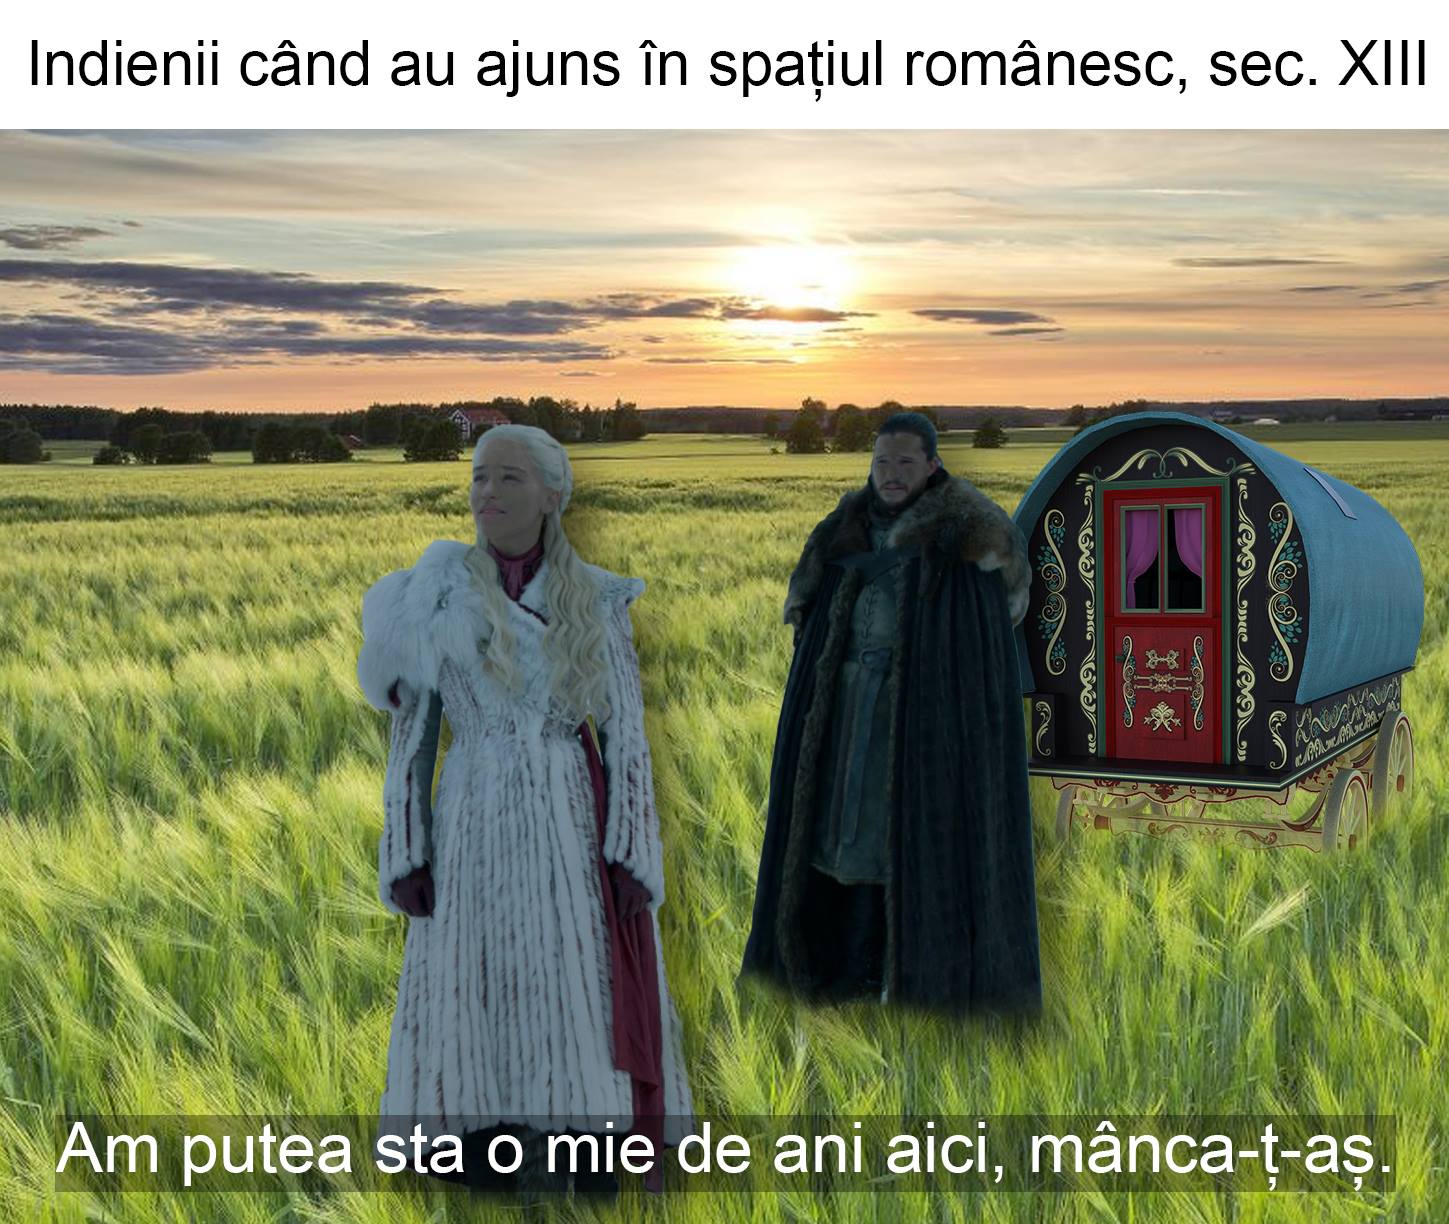 Indienii când au ajuns în spațiul românesc, sec. XIII
Am putea sta o mie de ani aici, mânca-ț-aș.